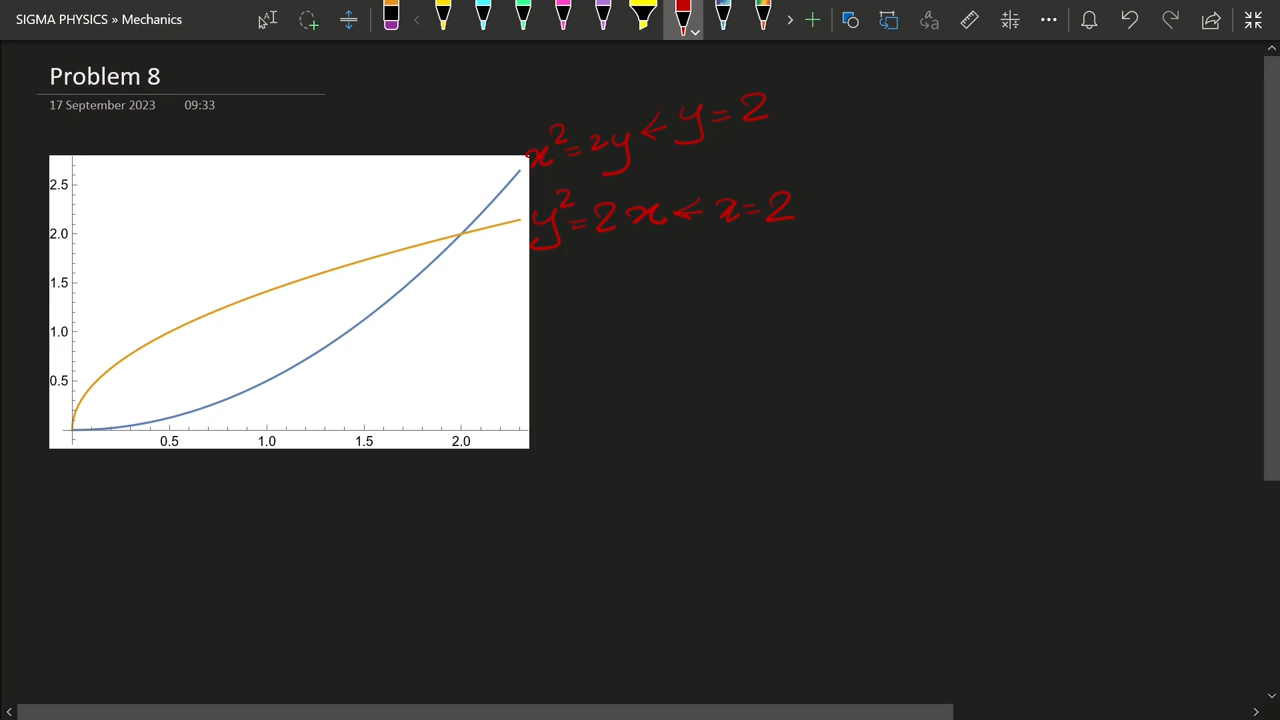 SIGMA PHYSICS » Mechanics
Problem 8
17 September 2023 09:33
x²=2y<y=2
y²=2x<x=2
2.5
2.0
1.5
1.0
0.5
0.5 1.0 1.5 2.0